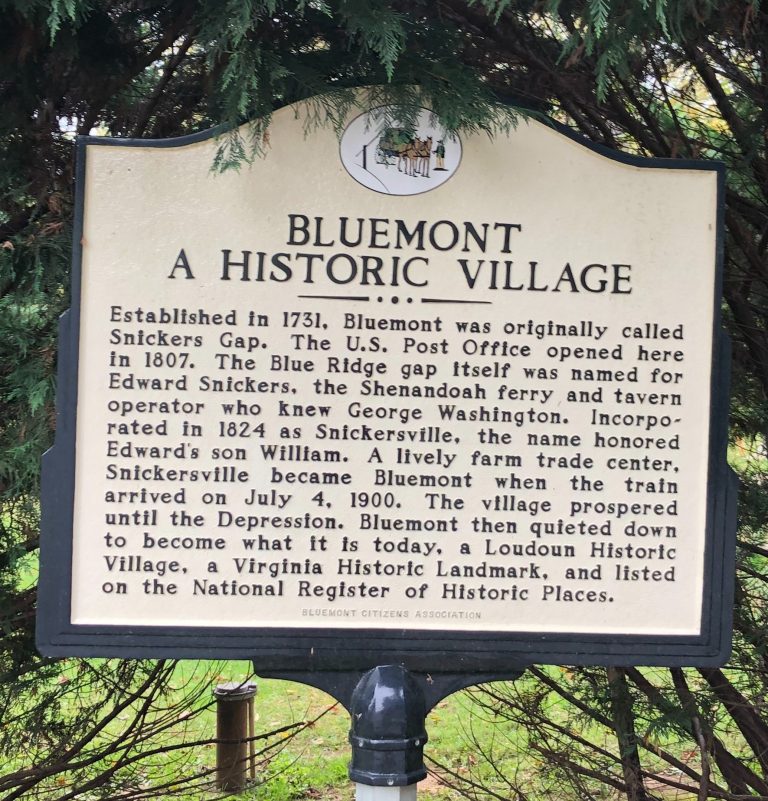 BLUEMONT
A HISTORIC VILLAGE
Established in 1731, Bluemont was originally called
Snickers Gap. The U.S. Post Office opened here
in 1807. The Blue Ridge gap itself was named for
Edward Snickers, the Shenandoah ferry and tavern
operator who knew George Washington. Incorpo-
rated in 1824 as Snickersville, the name honored
Edward's son William. A lively farm trade center,
Snickersville became Bluemont when the train
arrived on July 4, 1900. The village prospered
until the Depression. Bluemont then quieted down
to become what it is today, a Loudoun Historic
Village, a Virginia Historic Landmark, and listed
on the National Register of Historic Places.
BLUEMONT CITIZENS ASSOCIATION